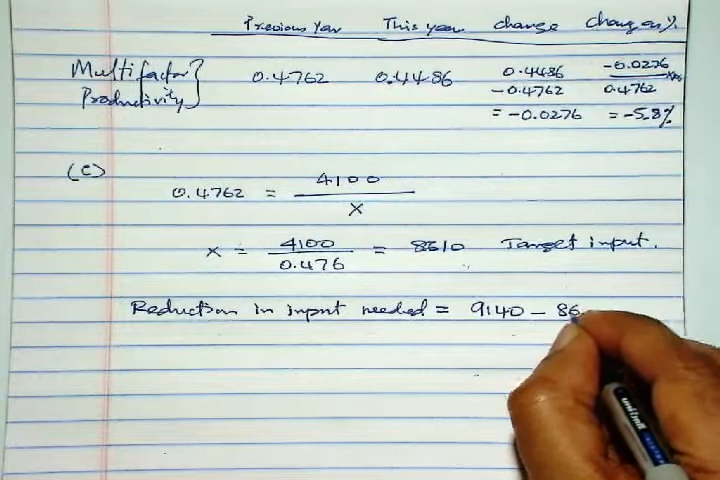 Previous Year This year change Change as %.
Multifactor Productivity } 0.4762 0.4486 0.4486 - 0.4762 = -0.0276 -0.0276 / 0.4762 x100 = -5.8%
(C)
0.4762 = 4100 / X
X = 4100 / 0.476 = 8610 Target input.
Reduction in input needed = 9140 - 86
uniball